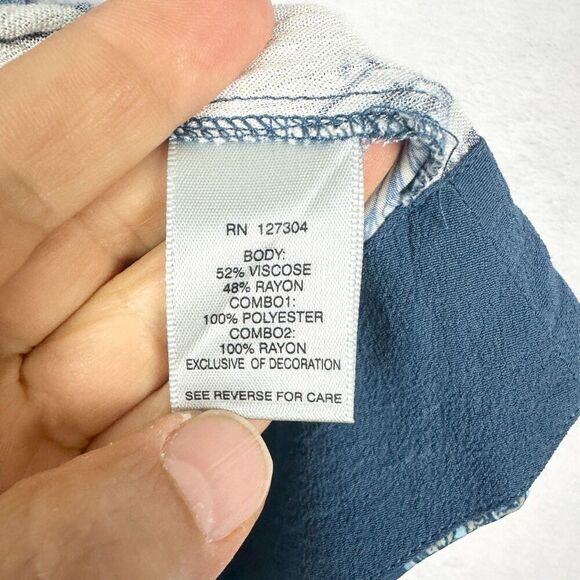 RN 127304
BODY:
52% VISCOSE
48% RAYON
COMBO1:
100% POLYESTER
COMBO2:
100% RAYON
EXCLUSIVE OF DECORATION
SEE REVERSE FOR CARE